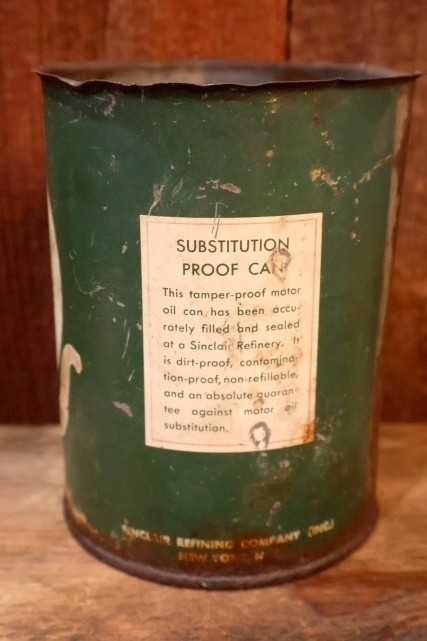 SUBSTITUTION
PROOF CAN
This tamper-proof motor
oil can has been accu-
rately filled and sealed
at a Sinclair Refinery. It
is dirt-proof, contamina-
tion-proof, non-refillable,
and an absolute guaran-
tee against motor oil
substitution.
SINCLAIR REFINING COMPANY (INC.)
NEW YORK, N